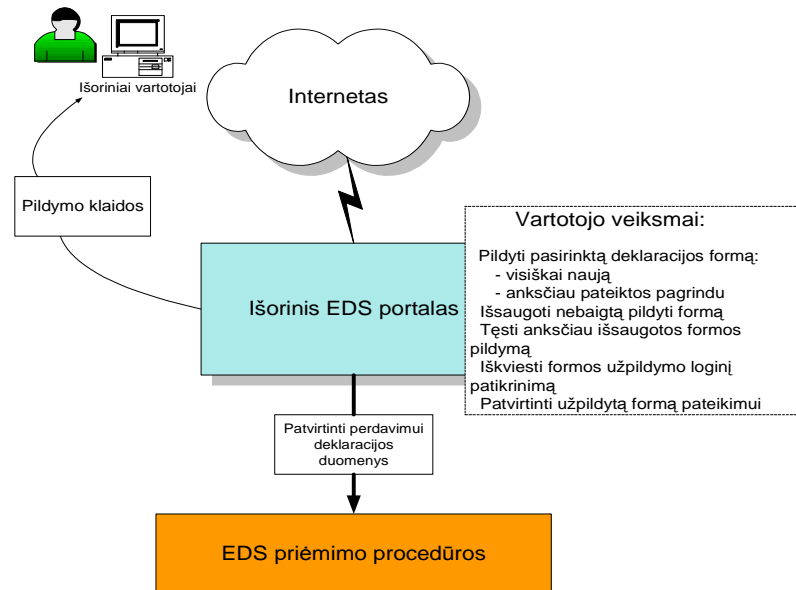 Išoriniai vartotojai
Internetas
Pildymo klaidos
Vartotojo veiksmai:
Pildyti pasirinktą deklaracijos formą:
- visiškai naują
- anksčiau pateiktos pagrindu
Išsaugoti nebaigtą pildyti formą
Tęsti anksčiau išsaugotos formos
pildymą
Iškviesti formos užpildymo loginį
patikrinimą
Patvirtinti užpildytą formą pateikimui
Išorinis EDS portalas
Patvirtinti perdavimui
deklaracijos
duomenys
EDS priėmimo procedūros